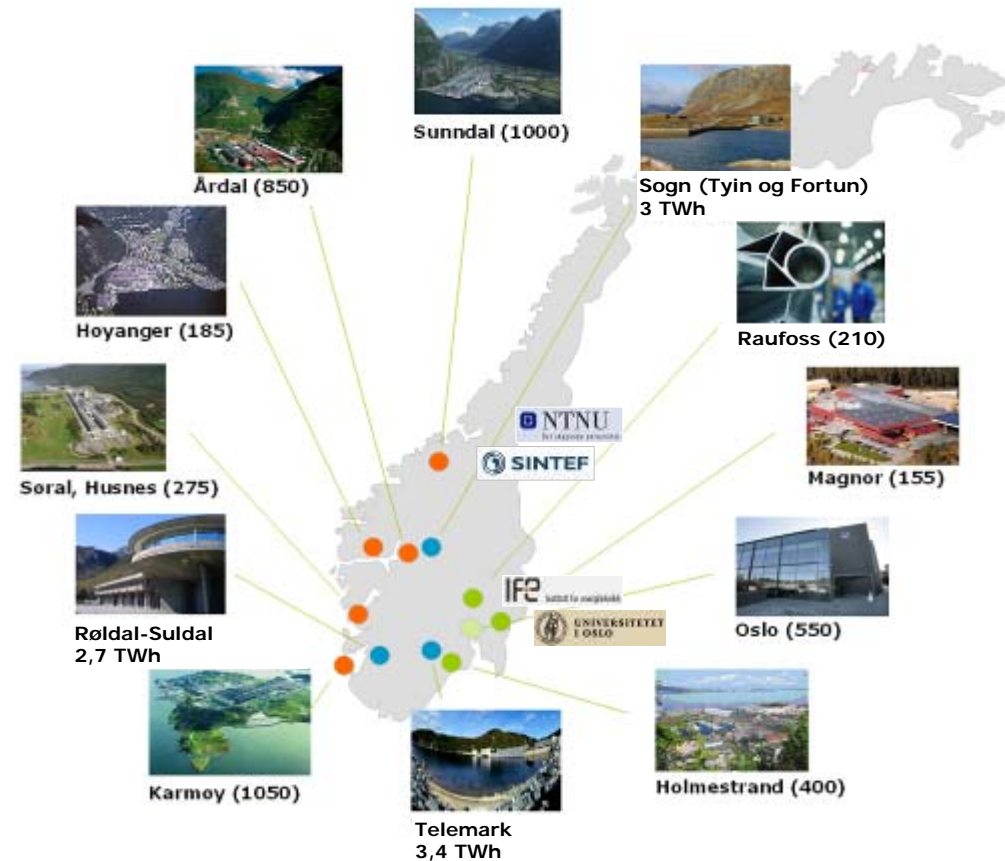 Sunndal (1000)
Årdal (850)
Sogn (Tyin og Fortun)
3 TWh
Høyanger (185)
Raufoss (210)
NTNU
SINTEF
Søral, Husnes (275)
Magnor (155)
IFE
UNIVERSITETET
I OSLO
Røldal-Suldal
2,7 TWh
Oslo (550)
Karmøy (1050)
Holmestrand (400)
Telemark
3,4 TWh